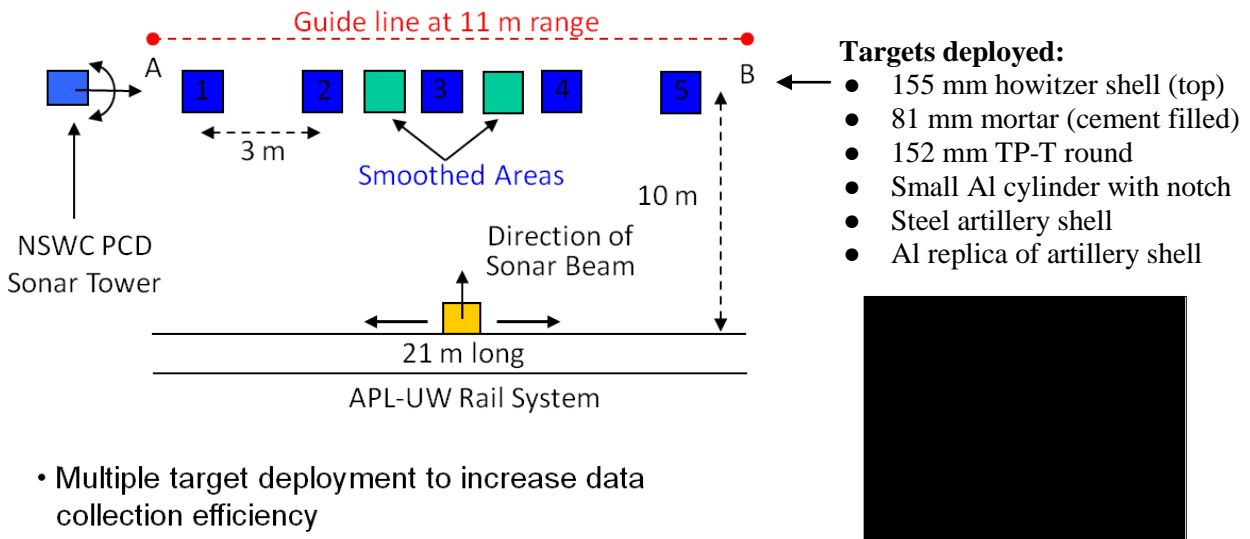 Guide line at 11 m range
A
B
1
2
3
4
5
3 m
Smoothed Areas
10 m
NSWC PCD
Sonar Tower
Direction of
Sonar Beam
21 m long
APL-UW Rail System
• Multiple target deployment to increase data
collection efficiency
Targets deployed:
● 155 mm howitzer shell (top)
● 81 mm mortar (cement filled)
● 152 mm TP-T round
● Small Al cylinder with notch
● Steel artillery shell
● Al replica of artillery shell